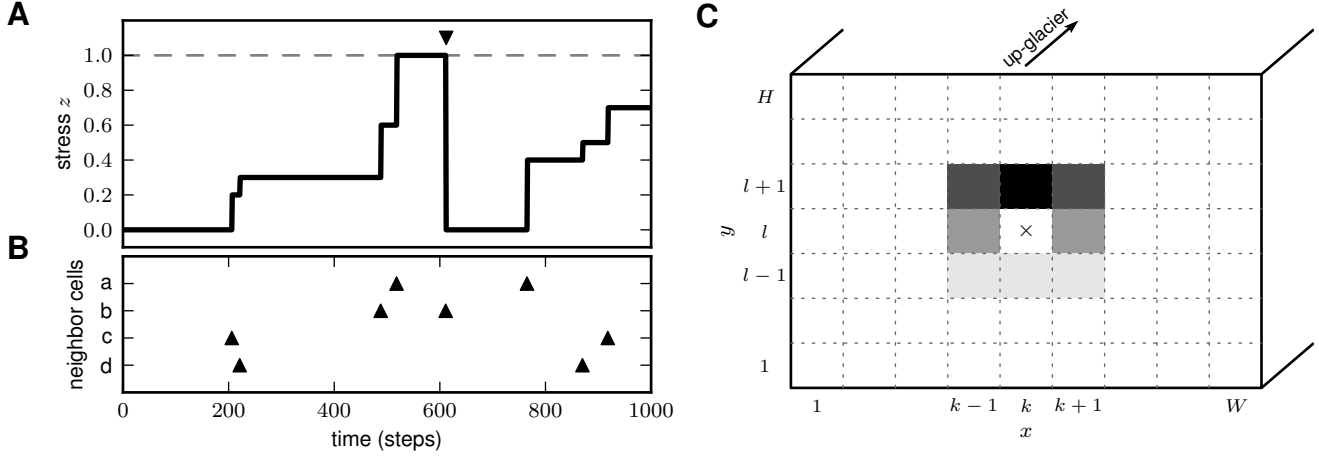 A
stress z
1.0
0.8
0.6
0.4
0.2
0.0
B
neighbor cells
a
b
c
d
0 200 400 600 800 1000
time (steps)
C
up-glacier
H
l + 1
l
l − 1
1
y
×
1 k − 1 k k + 1 W
x